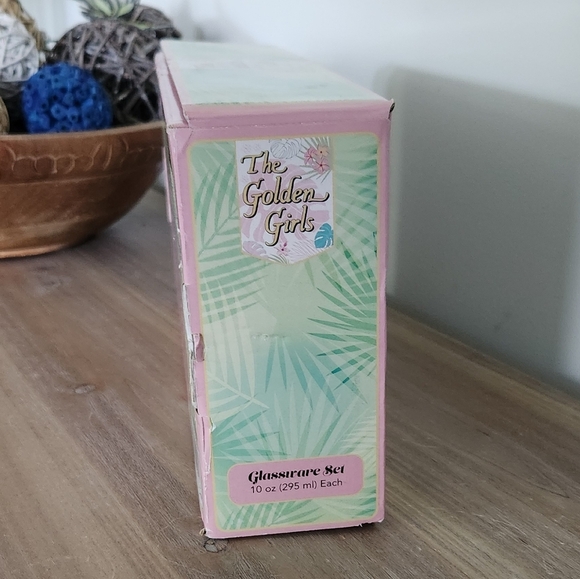 The
Golden
Girls
Glassware Set
10 oz (295 ml) Each